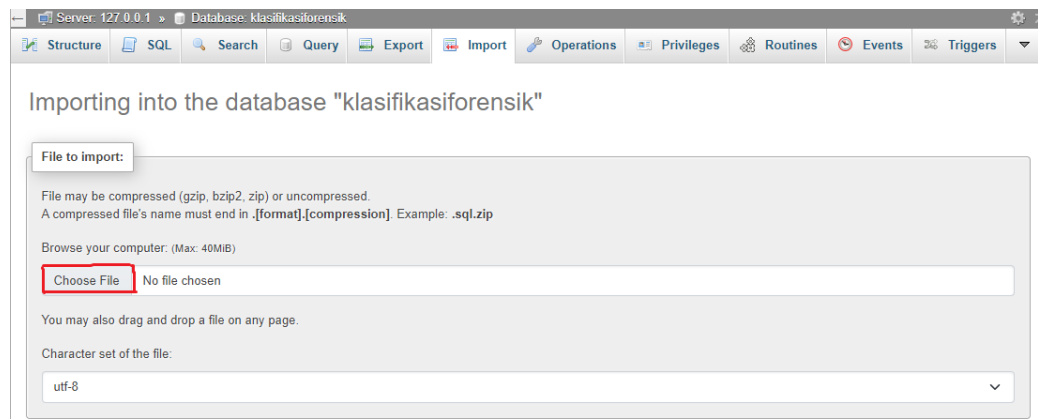 Server: 127.0.0.1 » Database: klasifikasiforensik
Structure SQL Search Query Export Import Operations Privileges Routines Events Triggers
Importing into the database "klasifikasiforensik"
File to import:
File may be compressed (gzip, bzip2, zip) or uncompressed.
A compressed file's name must end in .[format].[compression]. Example: .sql.zip
Browse your computer: (Max: 40MiB)
Choose File No file chosen
You may also drag and drop a file on any page.
Character set of the file:
utf-8